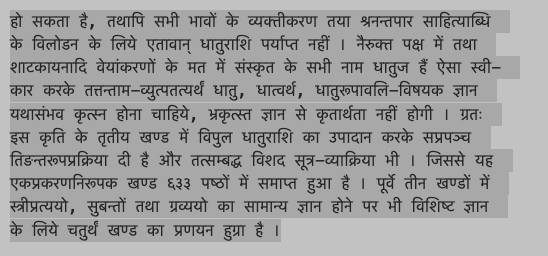 हो सकता है, तथापि सभी भावों के व्यक्तीकरण तया श्रनन्तपार साहित्याब्धि
के विलोडन के लिये एतावान् धातुराशि पर्याप्त नहीं । नैरुक्त पक्ष में तथा
शाटकायनादि वेयांकरणों के मत में संस्कृत के सभी नाम धातुज हैं ऐसा स्वी–
कार करके तत्तन्ताम–व्युत्पतत्यर्थं धातु, धात्वर्थ, धातुरूपावलि–विषयक ज्ञान
यथासंभव कृत्स्न होना चाहिये, भ्रकृत्स्त ज्ञान से कृतार्थता नहीं होगी । ग्रतः
इस कृति के तृतीय खण्ड में विपुल धातुराशि का उपादान करके सप्रपञ्च
तिङन्तरूपप्रक्रिया दी है और तत्सम्बद्ध विशद सूत्र–व्याक्रिया भी । जिससे यह
एकप्रकरणनिरूपक खण्ड ६३३ पष्ठों में समाप्त हुआ है । पूर्वे तीन खण्डों में
स्त्रीप्रत्ययो, सुबन्तों तथा ग्रव्ययो का सामान्य ज्ञान होने पर भी विशिष्ट ज्ञान
के लिये चतुर्थं खण्ड का प्रणयन हुग्रा है ।